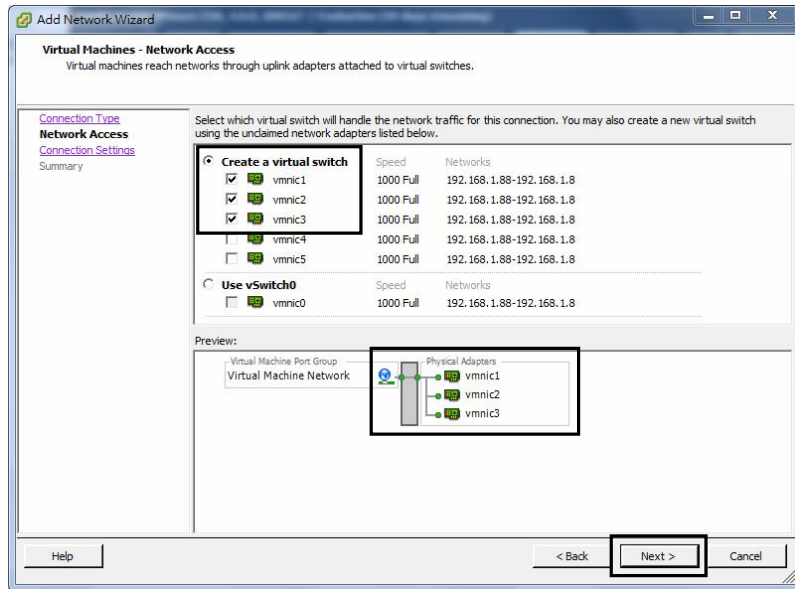 Add Network Wizard
Virtual Machines - Network Access
Virtual machines reach networks through uplink adapters attached to virtual switches.
Connection Type
Network Access
Connection Settings
Summary
Select which virtual switch will handle the network traffic for this connection. You may also create a new virtual switch
using the unclaimed network adapters listed below.
Create a virtual switch Speed Networks
vmnic1 1000 Full 192.168.1.88-192.168.1.8
vmnic2 1000 Full 192.168.1.88-192.168.1.8
vmnic3 1000 Full 192.168.1.88-192.168.1.8
vmnic4 1000 Full 192.168.1.88-192.168.1.8
vmnic5 1000 Full 192.168.1.88-192.168.1.8
Use vSwitch0 Speed Networks
vmnic0 1000 Full 192.168.1.88-192.168.1.8
Preview:
Virtual Machine Port Group Physical Adapters
Virtual Machine Network vmnic1
vmnic2
vmnic3
Help < Back Next > Cancel